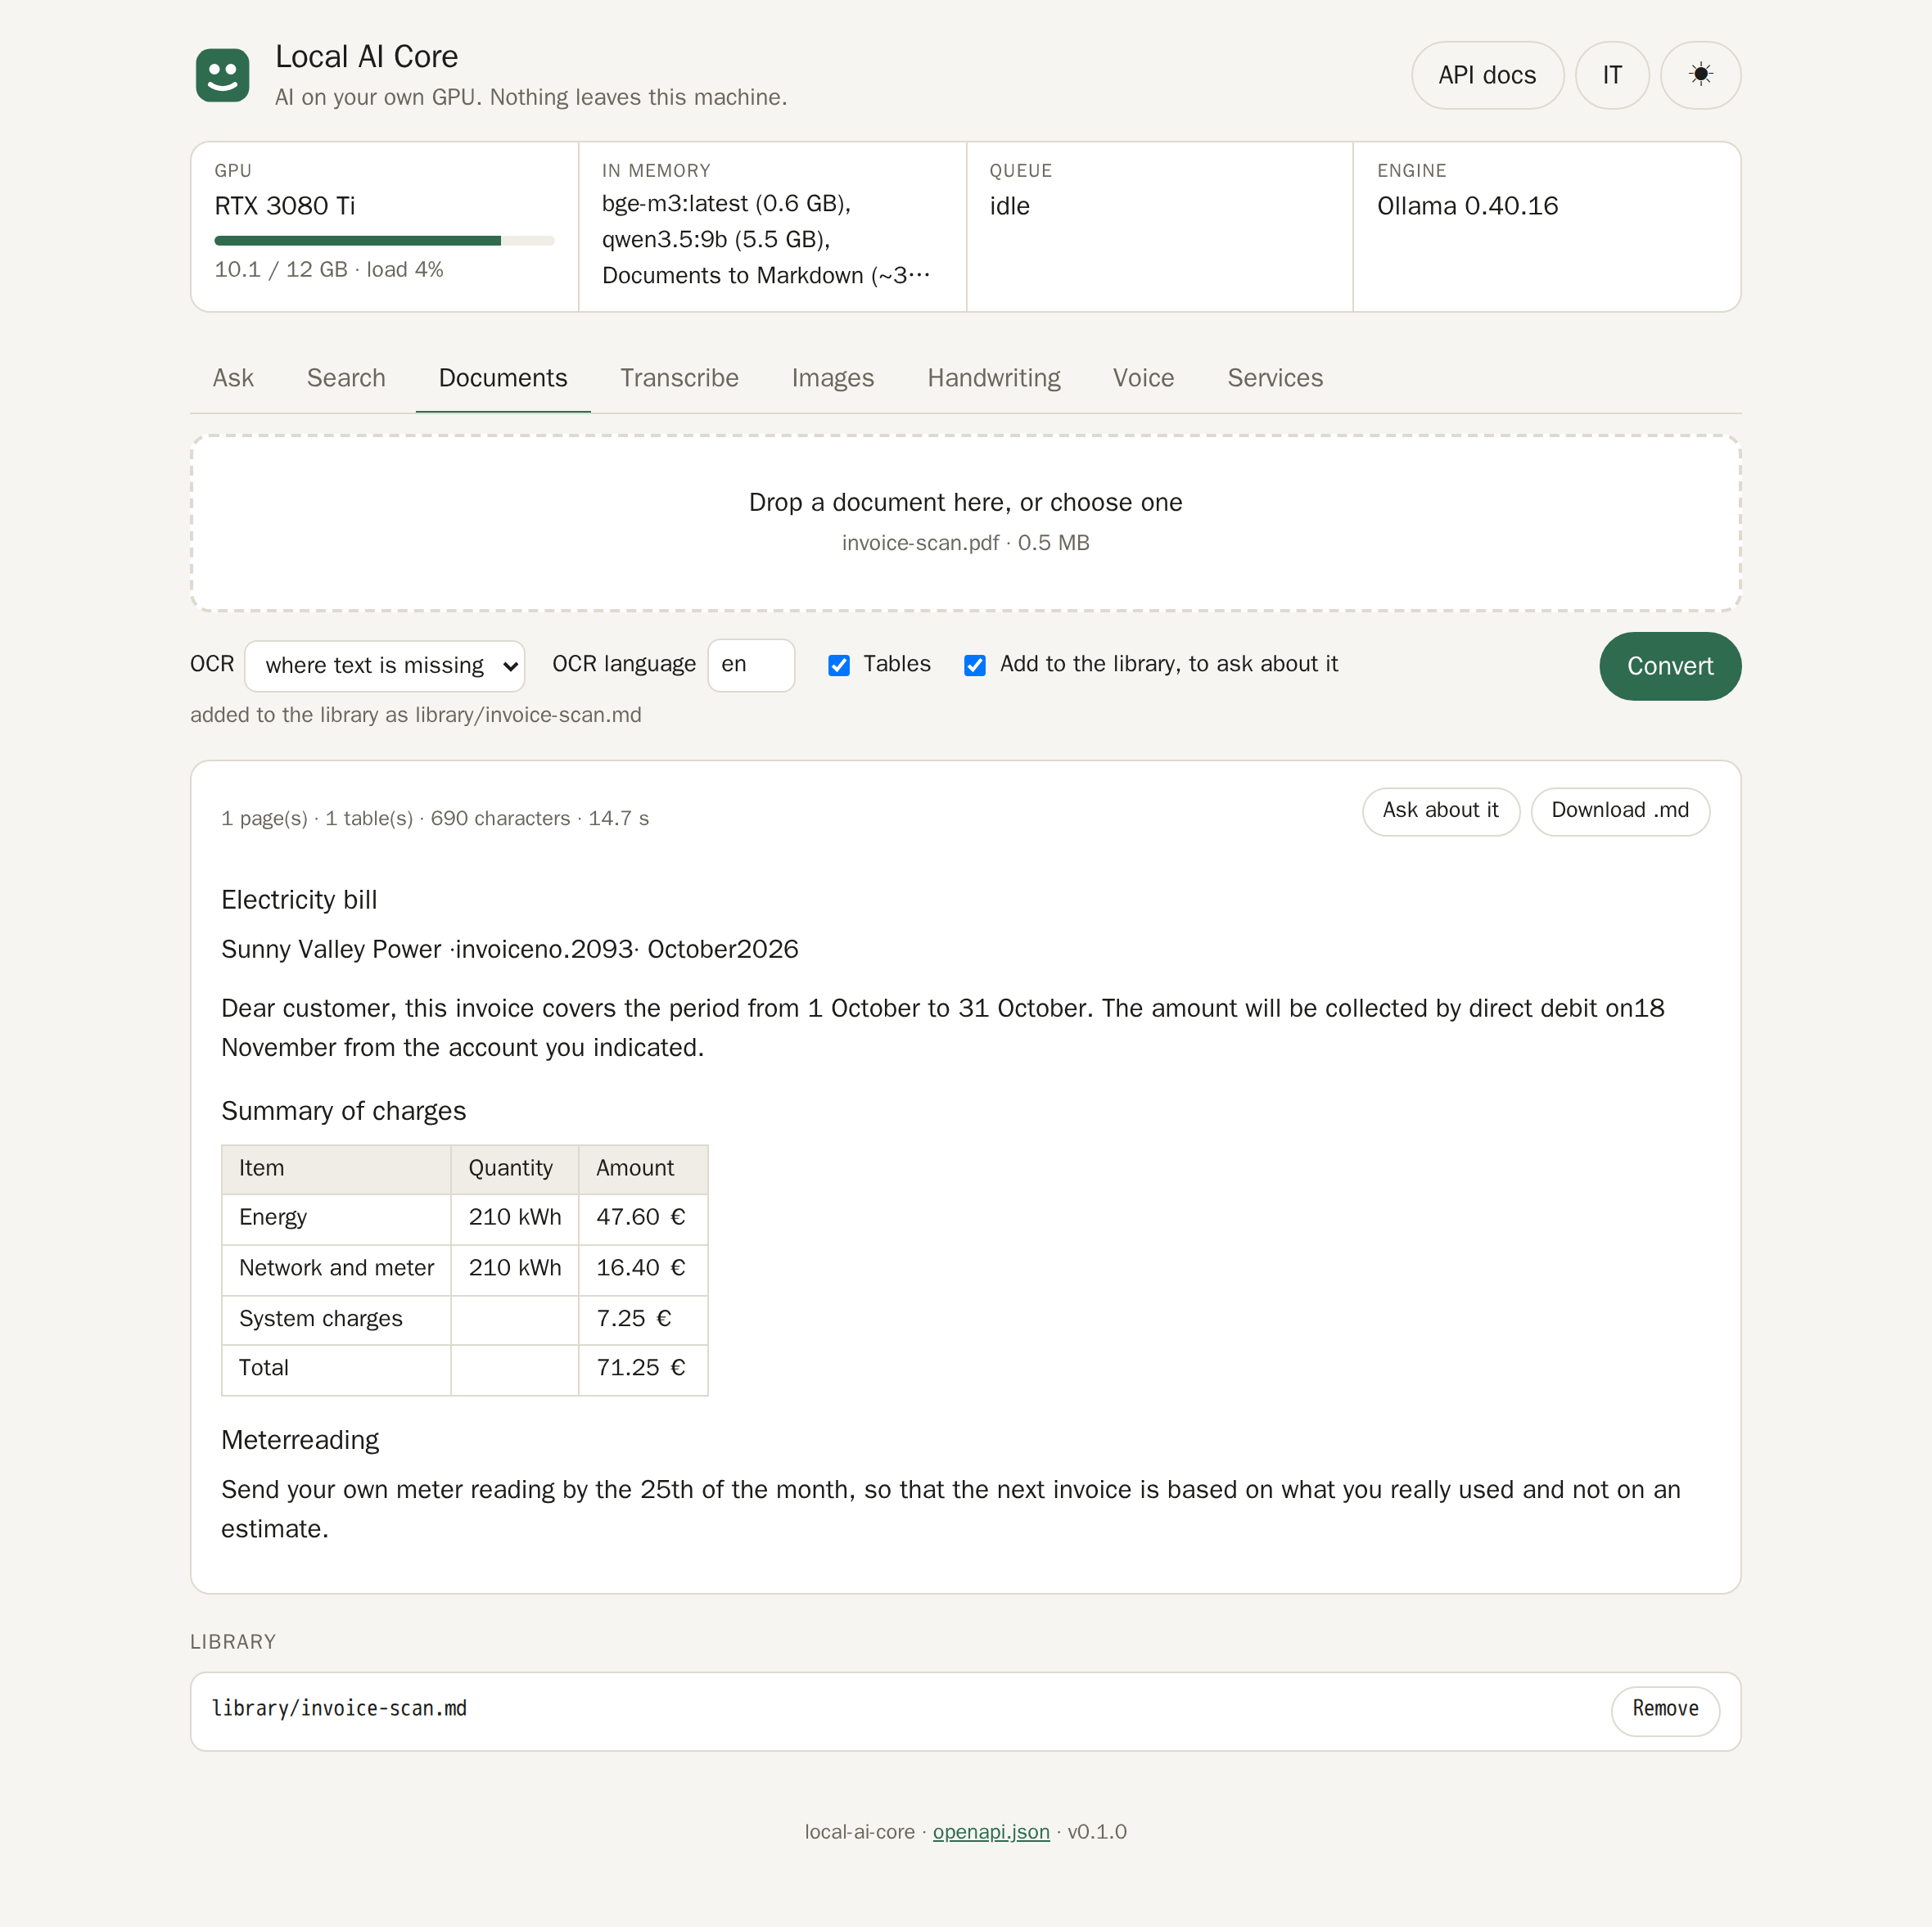 Local AI Core
AI on your own GPU. Nothing leaves this machine.
API docs
IT
GPU
RTX 3080 Ti
10.1 / 12 GB · load 4%
IN MEMORY
bge-m3:latest (0.6 GB),
qwen3.5:9b (5.5 GB),
Documents to Markdown (~3···
QUEUE
idle
ENGINE
Ollama 0.40.16
Ask
Search
Documents
Transcribe
Images
Handwriting
Voice
Services
Drop a document here, or choose one
invoice-scan.pdf · 0.5 MB
OCR
where text is missing
OCR language
en
Tables
Add to the library, to ask about it
Convert
added to the library as library/invoice-scan.md
1 page(s) · 1 table(s) · 690 characters · 14.7 s
Ask about it
Download .md
Electricity bill
Sunny Valley Power ·invoiceno.2093· October2026
Dear customer, this invoice covers the period from 1 October to 31 October. The amount will be collected by direct debit on18
November from the account you indicated.
Summary of charges
Item Quantity Amount
Energy 210 kWh 47.60 €
Network and meter 210 kWh 16.40 €
System charges 7.25 €
Total 71.25 €
Meterreading
Send your own meter reading by the 25th of the month, so that the next invoice is based on what you really used and not on an
estimate.
LIBRARY
library/invoice-scan.md
Remove
local-ai-core · openapi.json · v0.1.0